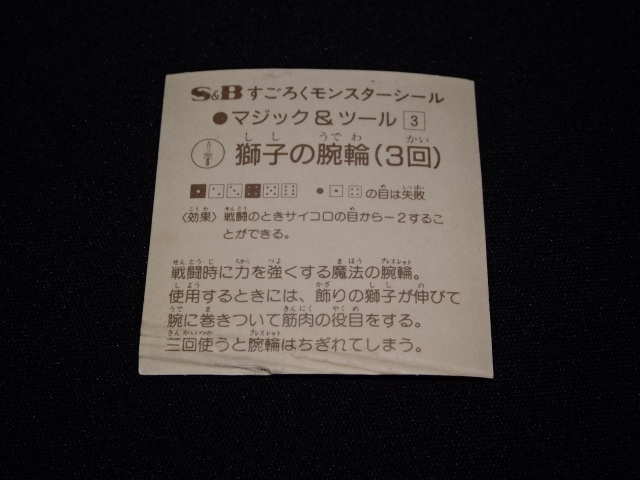 S&B すごろくモンスターシール
●マジック&ツール 3
獅子の腕輪(3回)
の目は失敗
〈効果〉戦闘のときサイコロの目から−2するこ
とができる。
戦闘時に力を強くする魔法の腕輪。
使用するときには、飾りの獅子が伸びて
腕に巻きついて筋肉の役目をする。
三回使うと腕輪はちぎれてしまう。